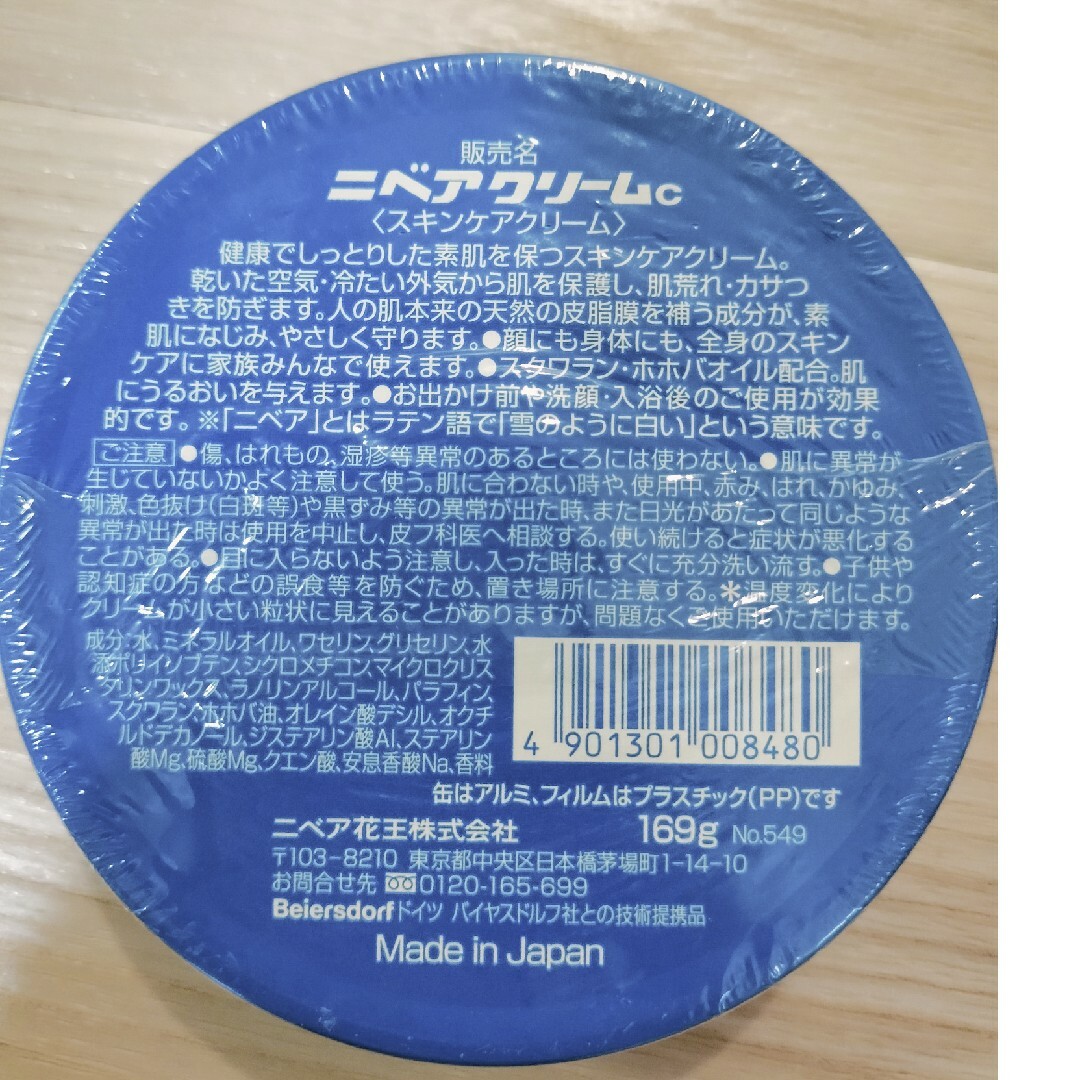 販売名
ニベアクリームC
〈スキンケアクリーム〉
健康でしっとりした素肌を保つスキンケアクリーム。
乾いた空気・冷たい外気から肌を保護し、肌荒れ・カサつ
きを防ぎます。人の肌本来の天然の皮脂膜を補う成分が、素
肌になじみ、やさしく守ります。●顔にも身体にも、全身のスキン
ケアに家族みんなで使えます。●スクワラン・ホホバオイル配合。肌
にうるおいを与えます。●お出かけ前や洗顔・入浴後のご使用が効果
的です。※「ニベア」とはラテン語で「雪のように白い」という意味です。
ご注意 ●傷、はれもの、湿疹等異常のあるところには使わない。●肌に異常が
生じていないかよく注意して使う。肌に合わない時や、使用中、赤み、はれ、かゆみ、
刺激、色抜け(白斑等)や黒ずみ等の異常が出た時、また日光があたって同じような
異常が出た時は使用を中止し、皮フ科医へ相談する。使い続けると症状が悪化する
ことがある。●目に入らないよう注意し、入った時は、すぐに充分洗い流す。●子供や
認知症の方などの誤食等を防ぐため、置き場所に注意する。＊温度変化により
クリームが小さい粒状に見えることがありますが、問題なくご使用いただけます。
成分:水、ミネラルオイル、ワセリン、グリセリン、水
添ポリイソブテン、シクロメチコン、マイクロクリス
タリンワックス、ラノリンアルコール、パラフィン、
スクワラン、ホホバ油、オレイン酸デシル、オクチ
ルドデカノール、ジステアリン酸Al、ステアリン
酸Mg、硫酸Mg、クエン酸、安息香酸Na、香料
4 901301 008480
缶はアルミ、フィルムはプラスチック(PP)です
ニベア花王株式会社 169g No.549
〒103-8210 東京都中央区日本橋茅場町1-14-10
お問合せ先 0120-165-699
Beiersdorf ドイツ バイヤスドルフ社との技術提携品
Made in Japan